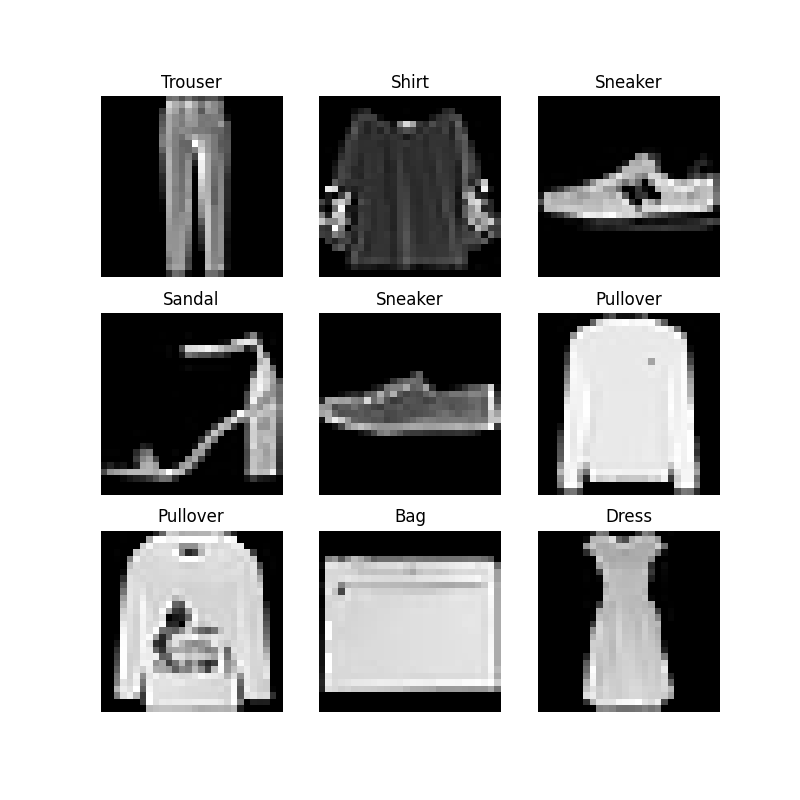 Trouser
Shirt
Sneaker
Sandal
Sneaker
Pullover
Pullover
Bag
Dress